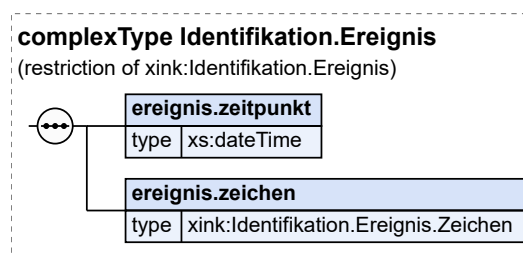 complexType Identifikation.Ereignis
(restriction of xink:Identifikation.Ereignis)
ereignis.zeitpunkt
type xs:dateTime
ereignis.zeichen
type xink:Identifikation.Ereignis.Zeichen